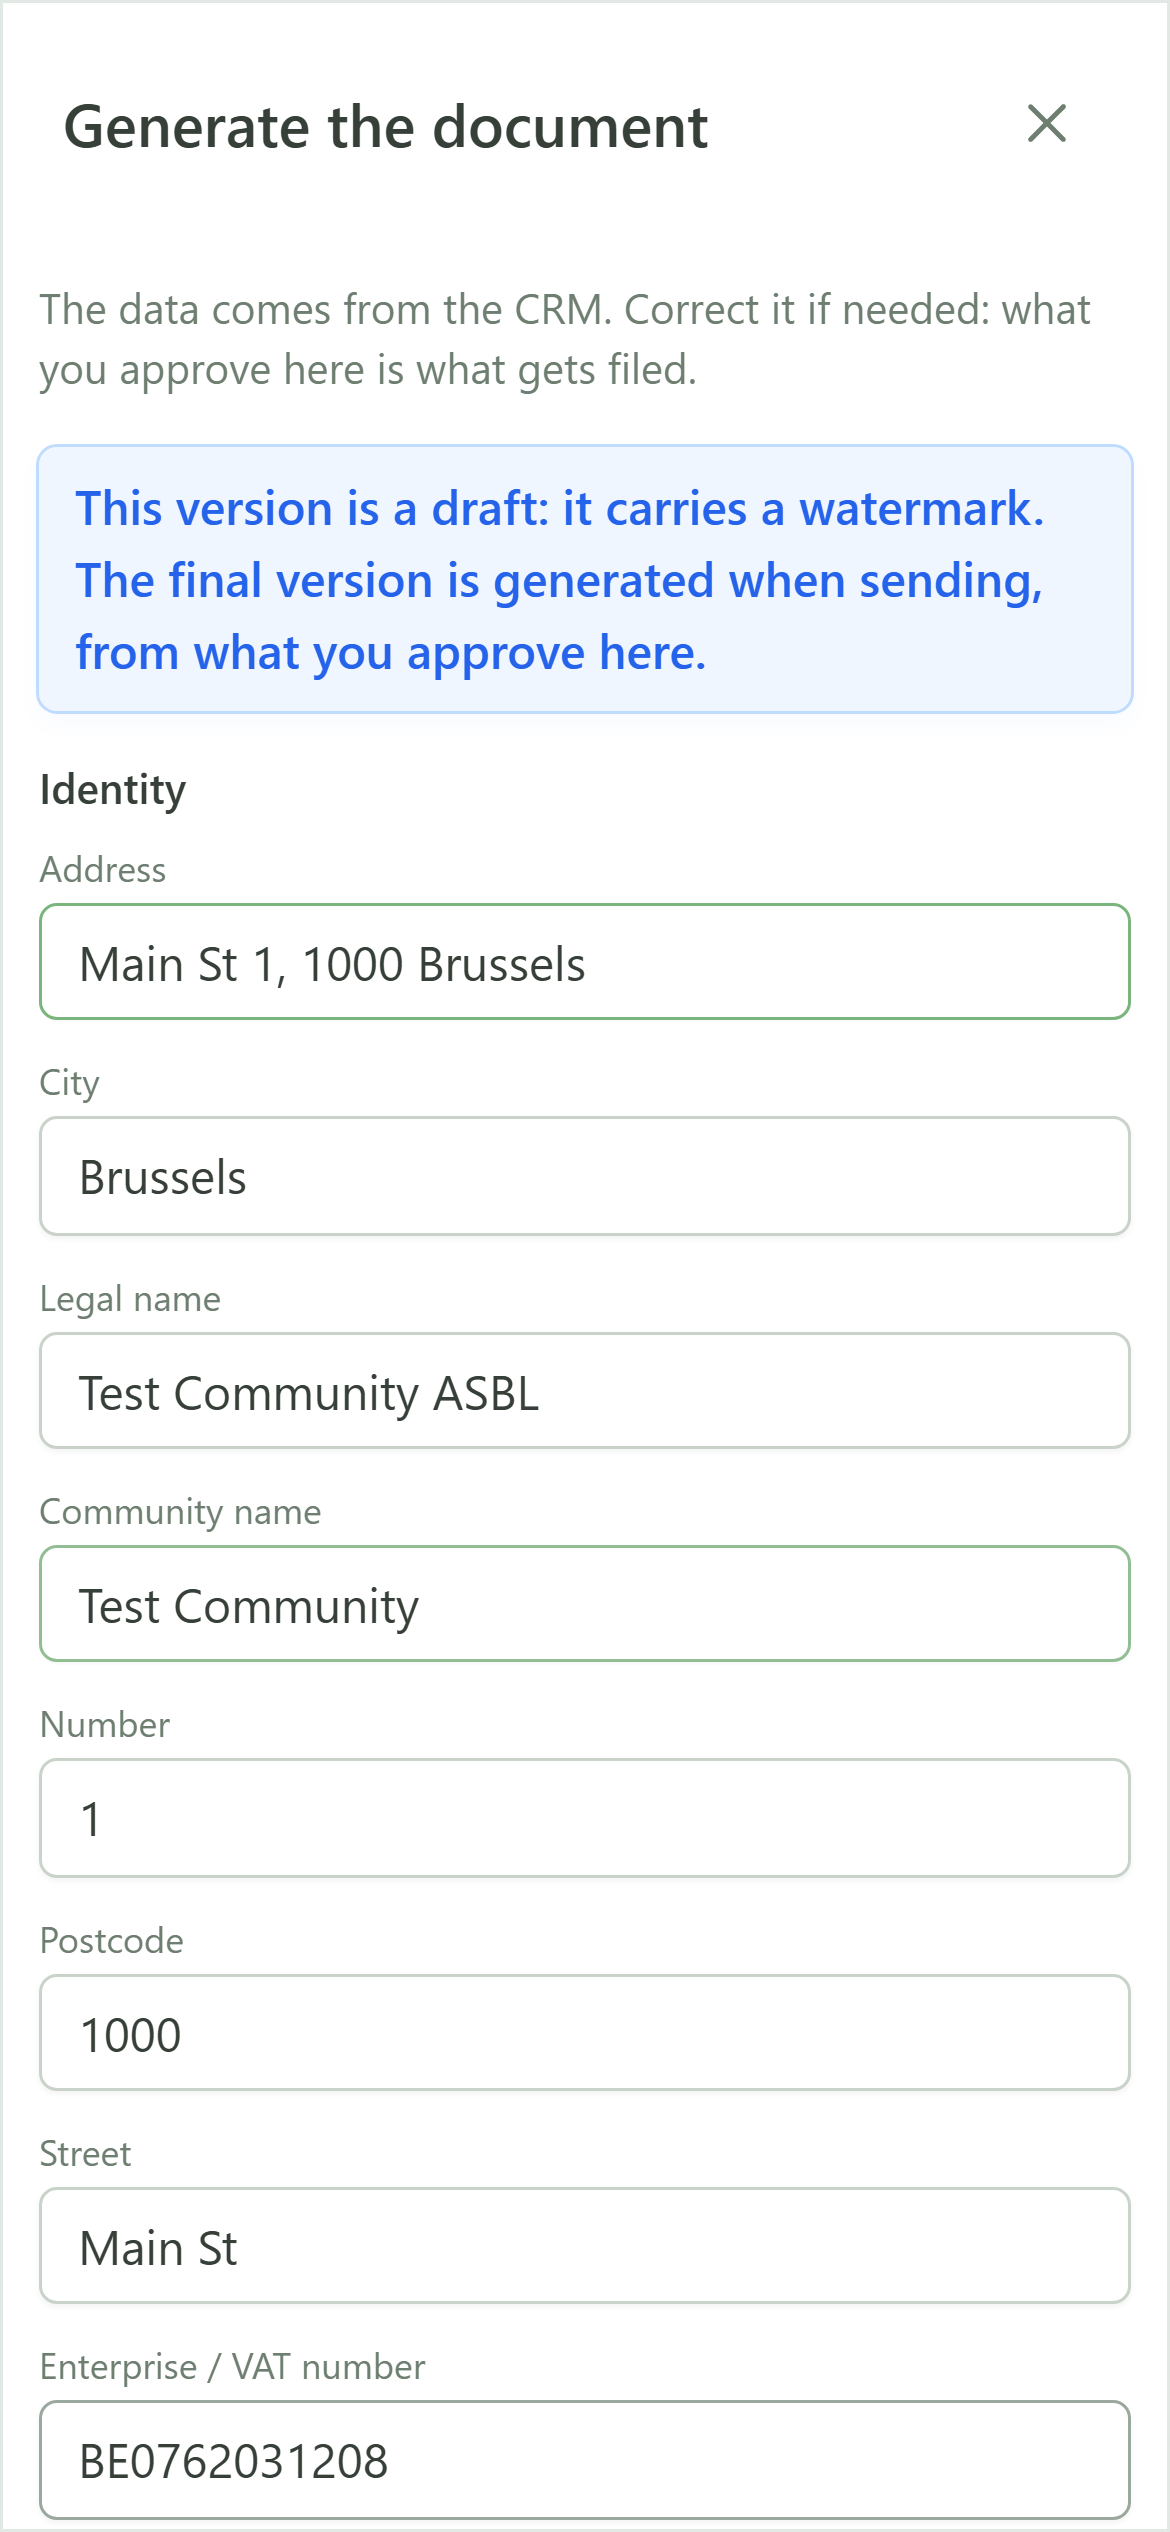 Generate the document
The data comes from the CRM. Correct it if needed: what
you approve here is what gets filed.
This version is a draft: it carries a watermark.
The final version is generated when sending,
from what you approve here.
Identity
Address
Main St 1, 1000 Brussels
City
Brussels
Legal name
Test Community ASBL
Community name
Test Community
Number
1
Postcode
1000
Street
Main St
Enterprise / VAT number
BE0762031208